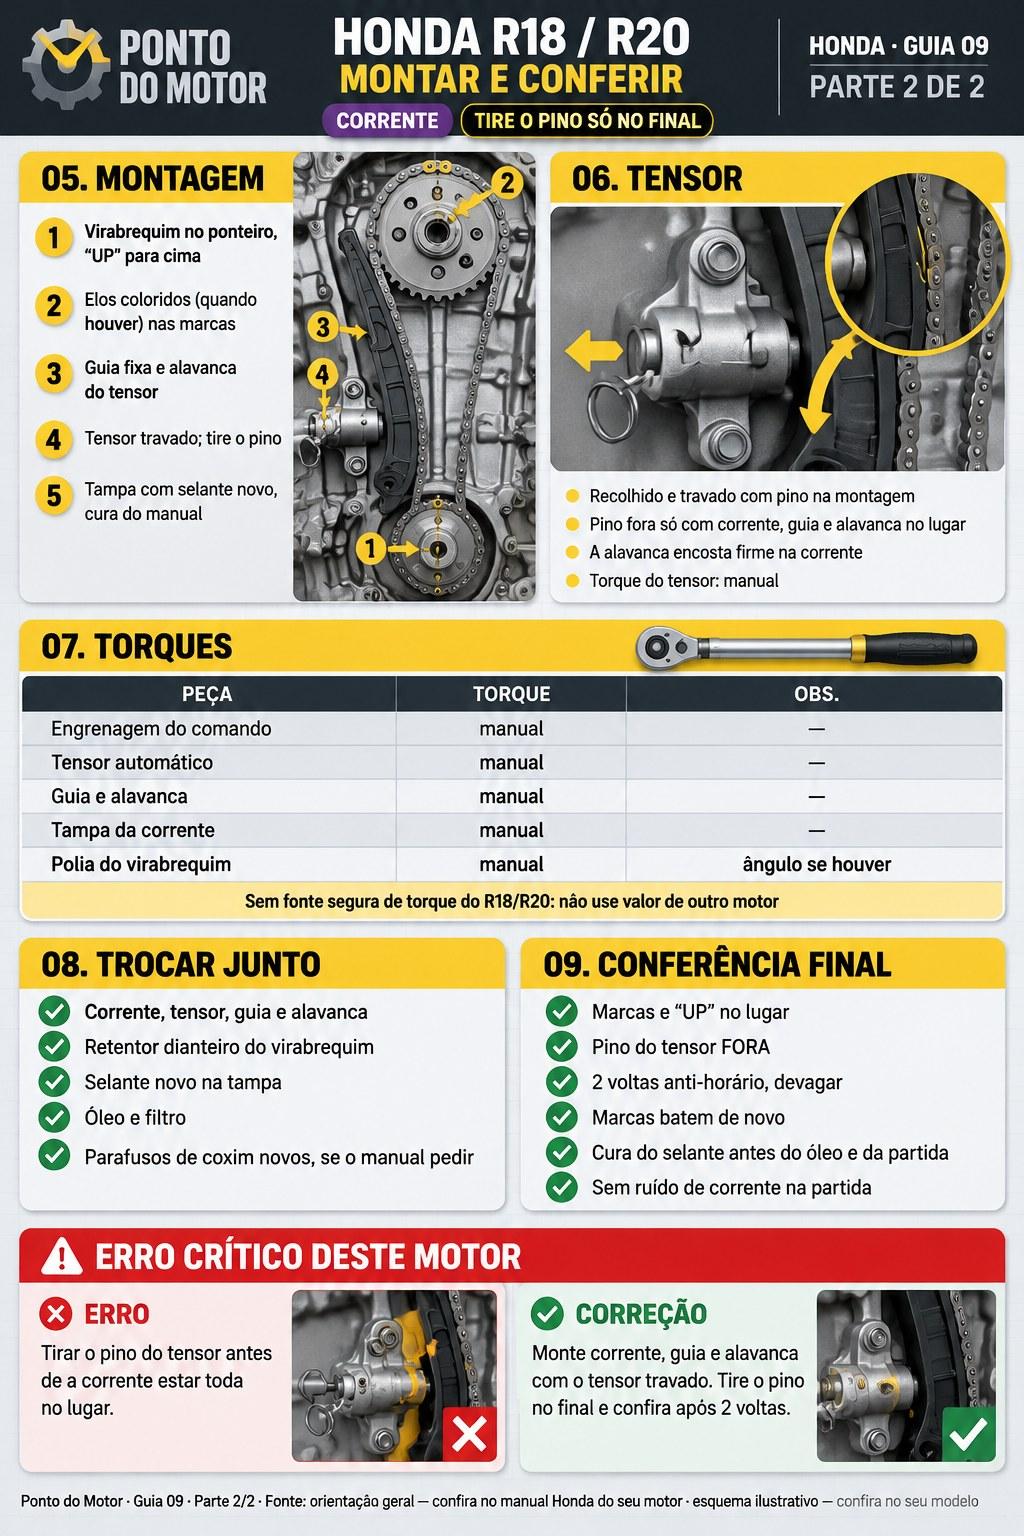 PONTO
DO MOTOR
HONDA R18 / R20
MONTAR E CONFERIR
CORRENTE
TIRE O PINO SÓ NO FINAL
HONDA · GUIA 09
PARTE 2 DE 2
05. MONTAGEM
1
Virabrequim no ponteiro,
“UP” para cima
2
Elos coloridos (quando
houver) nas marcas
3
Guia fixa e alavanca
do tensor
4
Tensor travado; tire o pino
5
Tampa com selante novo,
cura do manual
2
3
4
1
06. TENSOR
Recolhido e travado com pino na montagem
Pino fora só com corrente, guia e alavanca no lugar
A alavanca encosta firme na corrente
Torque do tensor: manual
07. TORQUES
PEÇA TORQUE OBS.
Engrenagem do comando manual —
Tensor automático manual —
Guia e alavanca manual —
Tampa da corrente manual —
Polia do virabrequim manual ângulo se houver
Sem fonte segura de torque do R18/R20: não use valor de outro motor
08. TROCAR JUNTO
Corrente, tensor, guia e alavanca
Retentor dianteiro do virabrequim
Selante novo na tampa
Óleo e filtro
Parafusos de coxim novos, se o manual pedir
09. CONFERÊNCIA FINAL
Marcas e “UP” no lugar
Pino do tensor FORA
2 voltas anti-horário, devagar
Marcas batem de novo
Cura do selante antes do óleo e da partida
Sem ruído de corrente na partida
ERRO CRÍTICO DESTE MOTOR
ERRO
Tirar o pino do tensor antes
de a corrente estar toda
no lugar.
CORREÇÃO
Monte corrente, guia e alavanca
com o tensor travado. Tire o pino
no final e confira após 2 voltas.
Ponto do Motor · Guia 09 · Parte 2/2 · Fonte: orientação geral — confira no manual Honda do seu motor · esquema ilustrativo — confira no seu modelo